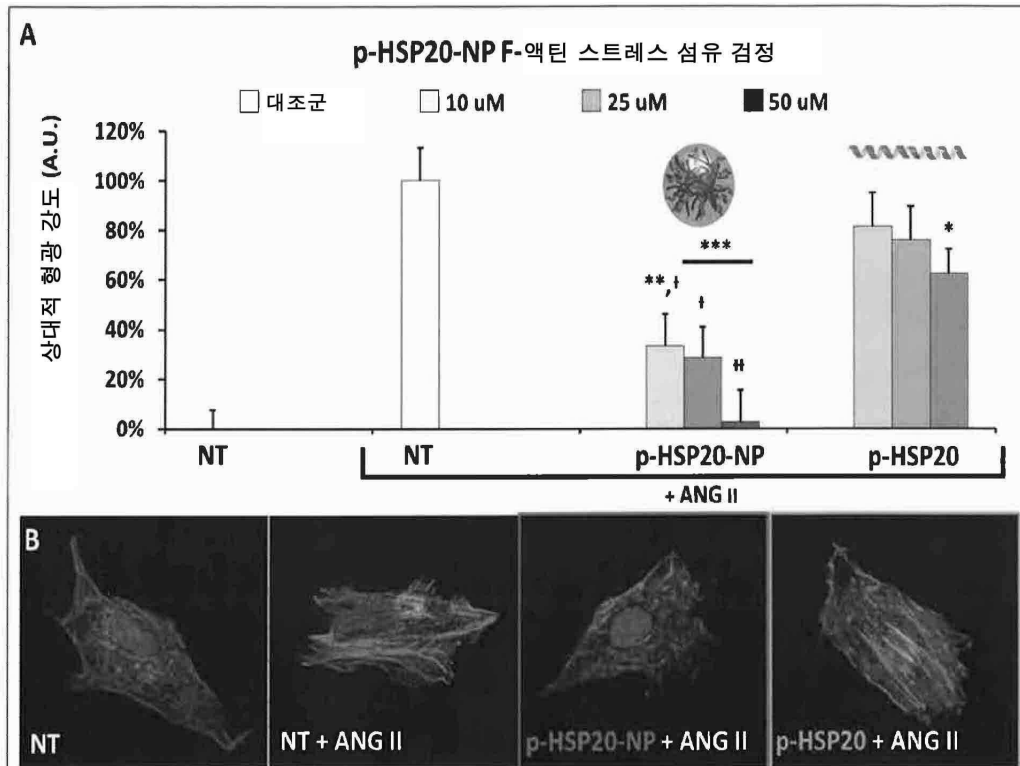 A
p-HSP20-NP F-액틴 스트레스 섬유 검정
대조군 10 uM 25 uM 50 uM
상대적 형광 강도 (A.U.)
120%
100%
80%
60%
40%
20%
0%
***
**,ƚ
ƚ
ƚƚ
*
NT NT p-HSP20-NP p-HSP20
+ ANG II
B
NT
NT + ANG II
p-HSP20-NP + ANG II
p-HSP20 + ANG II